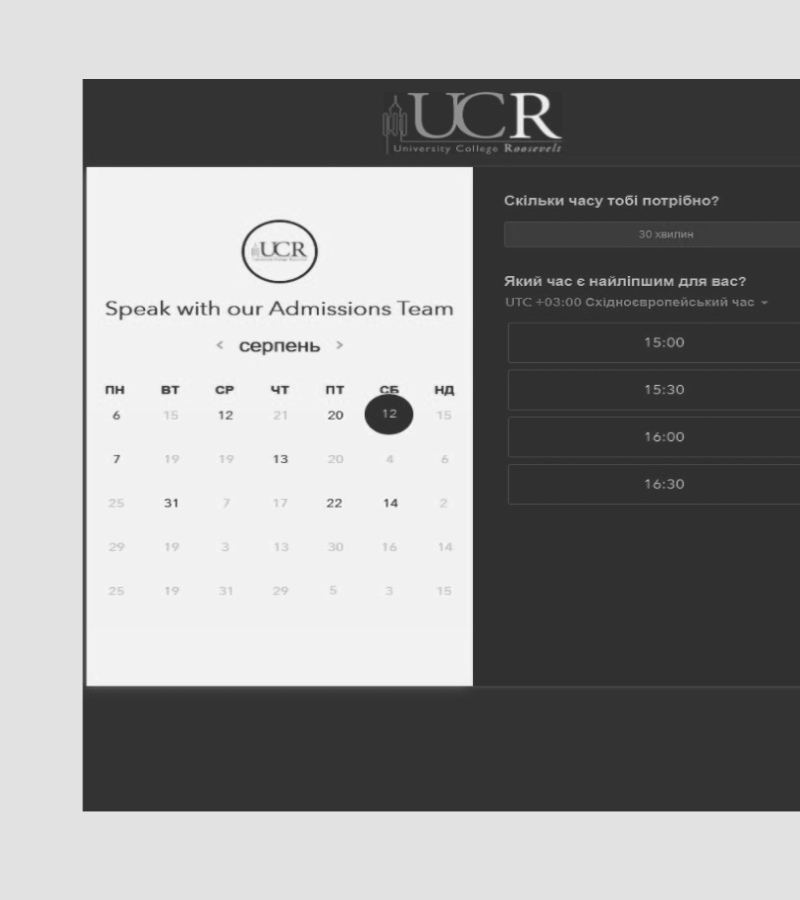 UCR
University College Roosevelt
UCR
Speak with our Admissions Team
< серпень >
ПН ВТ СР ЧТ ПТ СБ НД
6 15 12 21 20 12 15
7 19 19 13 20 4 6
25 31 7 17 22 14 2
29 19 3 13 30 16 14
25 19 31 29 5 3 15
Скільки часу тобі потрібно?
30 хвилин
Який час є найліпшим для вас?
UTC +03:00 Східноєвропейський час
15:00
15:30
16:00
16:30